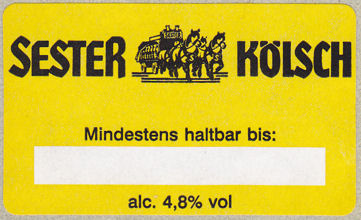 SESTER KÖLSCH
Mindestens haltbar bis:
alc. 4,8% vol